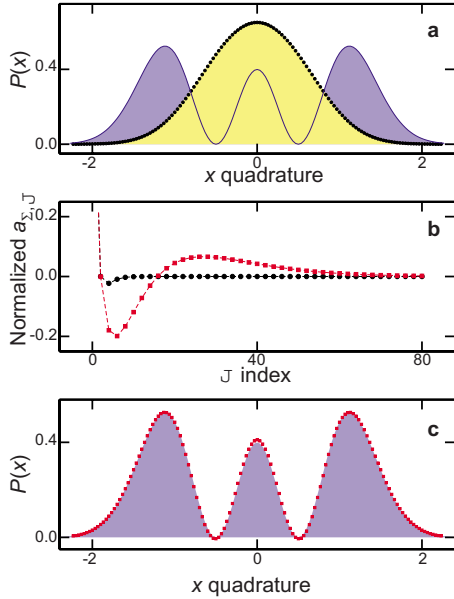 a
P(x)
0.4
0.0
-2 0 2
x quadrature
b
Normalized a_Σ,J
0.2
0.0
-0.2
0 40 80
J index
c
P(x)
0.4
0.0
-2 0 2
x quadrature